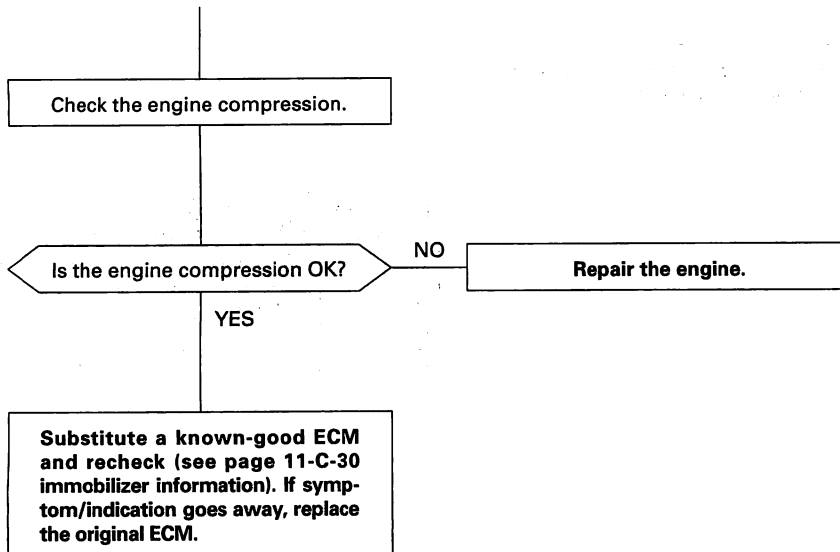 Check the engine compression.
Is the engine compression OK?
NO
Repair the engine.
YES
Substitute a known-good ECM
and recheck (see page 11-C-30
immobilizer information). If symp-
tom/indication goes away, replace
the original ECM.